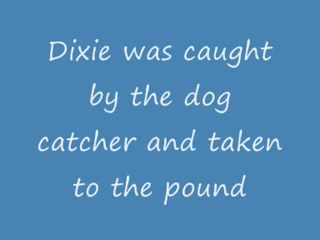 Dixie was caught
by the dog
catcher and taken
to the pound